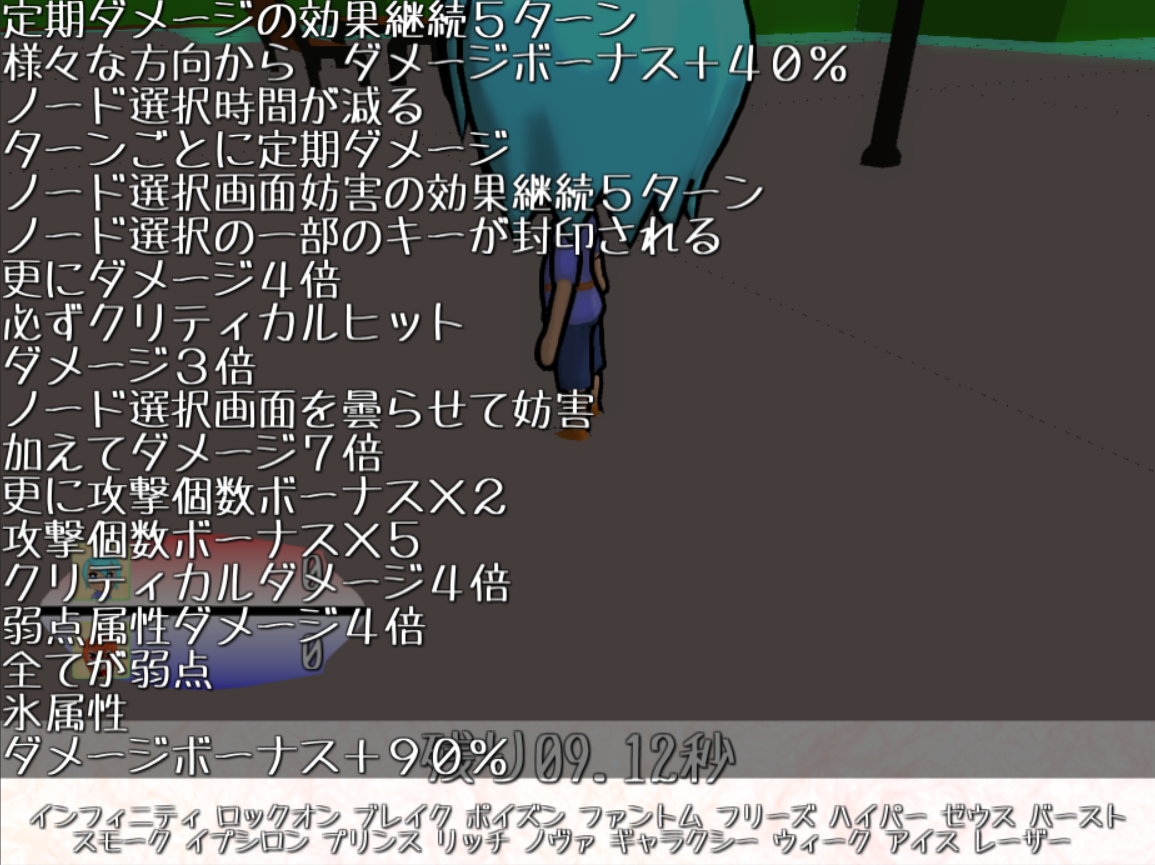 定期ダメージの効果継続5ターン
様々な方向から　ダメージボーナス+40%
ノード選択時間が減る
ターンごとに定期ダメージ
ノード選択画面妨害の効果継続5ターン
ノード選択の一部のキーが封印される
更にダメージ4倍
必ずクリティカルヒット
ダメージ3倍
ノード選択画面を曇らせて妨害
加えてダメージ7倍
更に攻撃個数ボーナス×2
攻撃個数ボーナス×5
クリティカルダメージ4倍
0
弱点属性ダメージ4倍
0
全てが弱点
氷属性
ダメージボーナス+90%
残り09.12秒
インフィニティ ロックオン ブレイク ポイズン ファントム フリーズ ハイパー ゼウス バースト
スモーク イプシロン プリンス リッチ ノヴァ ギャラクシー ウィーク アイス レーザー